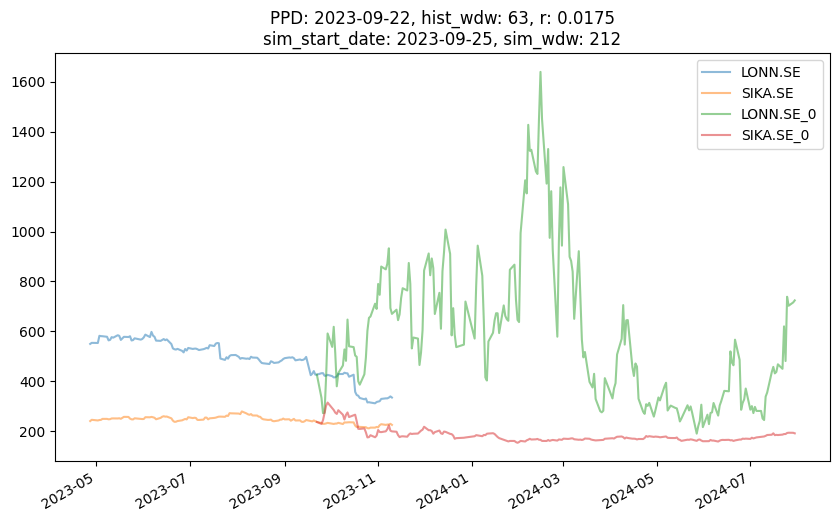 PPD: 2023-09-22, hist_wdw: 63, r: 0.0175
sim_start_date: 2023-09-25, sim_wdw: 212
1600
1400
1200
1000
800
600
400
200
LONN.SE
SIKA.SE
LONN.SE_0
SIKA.SE_0
2023-05
2023-07
2023-09
2023-11
2024-01
2024-03
2024-05
2024-07